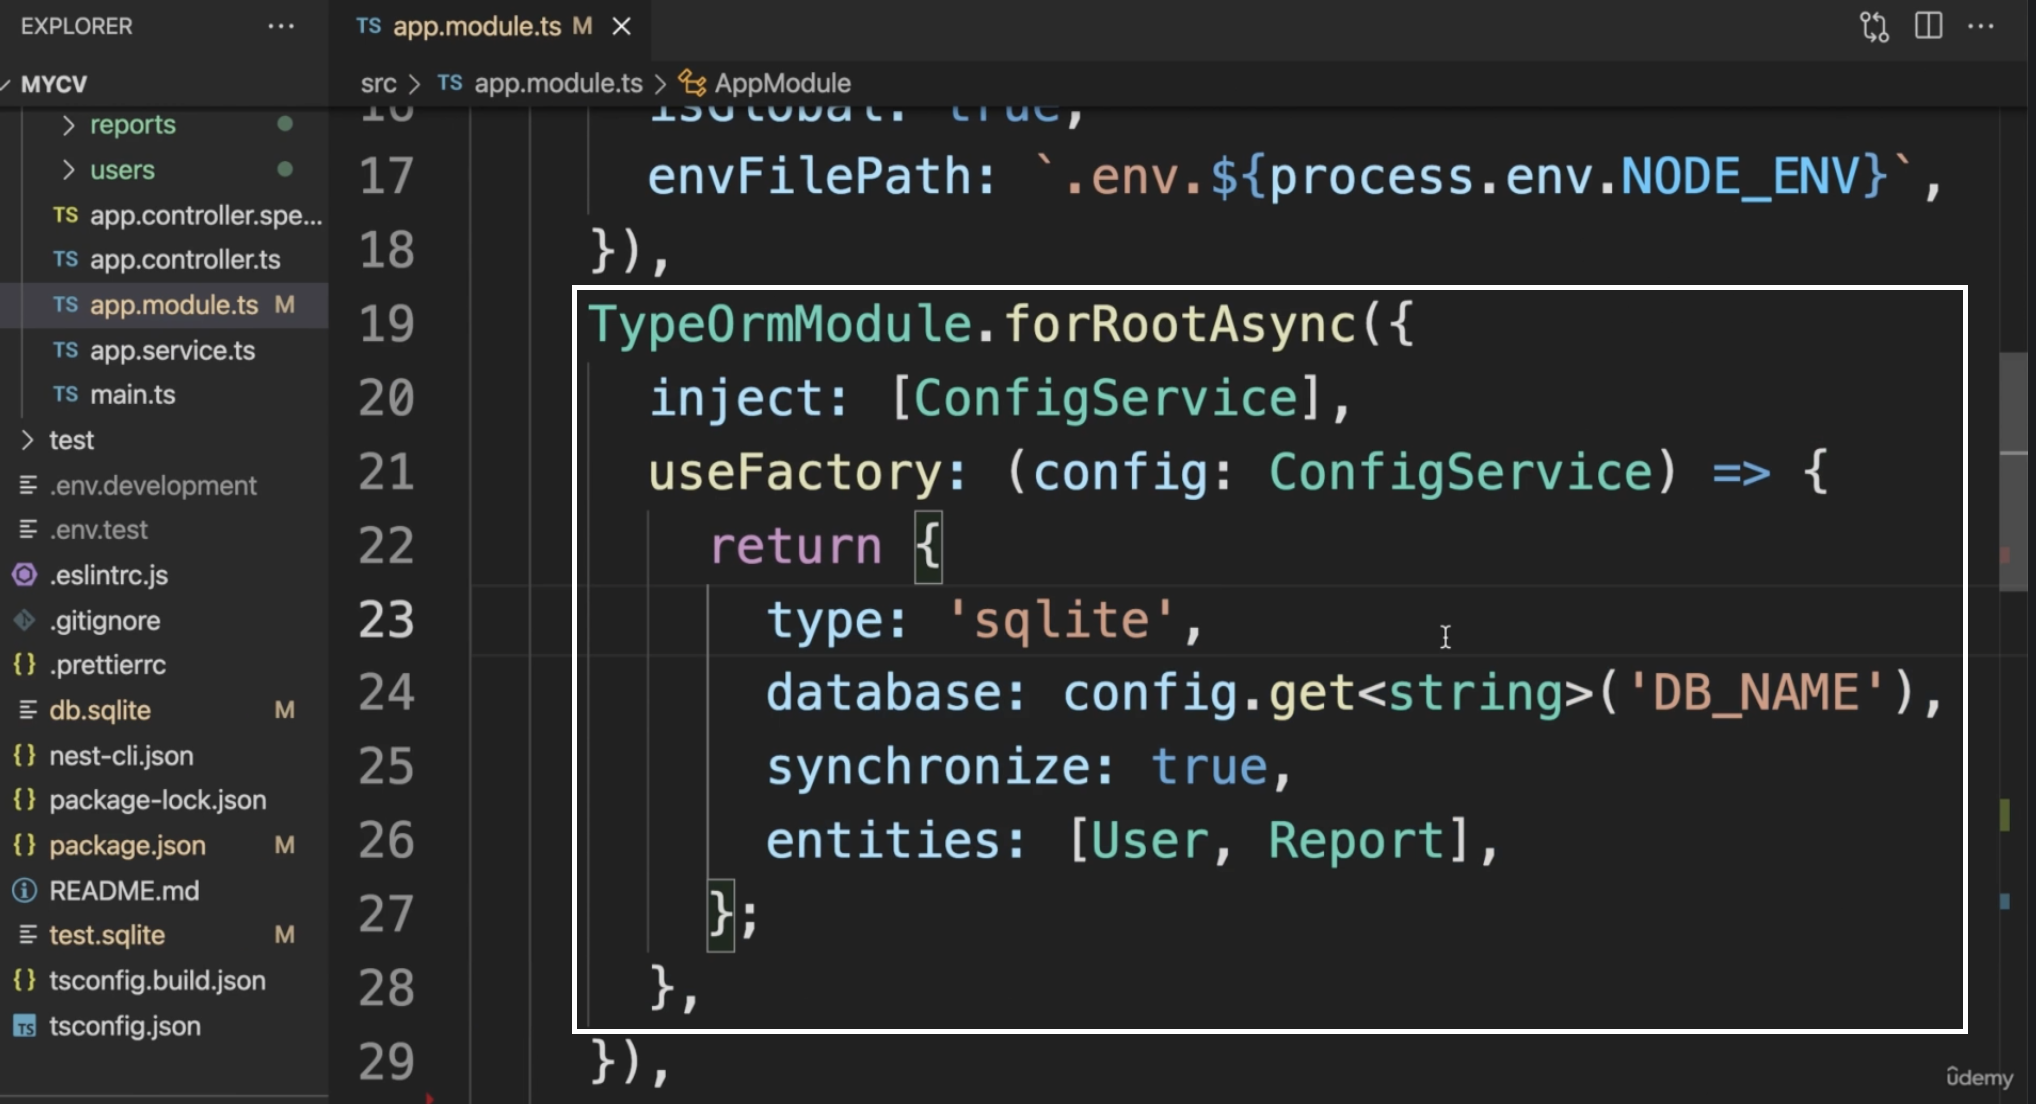 EXPLORER ...
MYCV
reports
users
TS app.controller.spe...
TS app.controller.ts
TS app.module.ts M
TS app.service.ts
TS main.ts
test
.env.development
.env.test
.eslintrc.js
.gitignore
{} .prettierrc
db.sqlite M
{} nest-cli.json
{} package-lock.json
{} package.json M
README.md
test.sqlite M
{} tsconfig.build.json
TS tsconfig.json
TS app.module.ts M
src > TS app.module.ts > AppModule
16 isGlobal: true,
17 envFilePath: `.env.${process.env.NODE_ENV}`,
18 }),
19 TypeOrmModule.forRootAsync({
20 inject: [ConfigService],
21 useFactory: (config: ConfigService) => {
22 return {
23 type: 'sqlite',
24 database: config.get<string>('DB_NAME'),
25 synchronize: true,
26 entities: [User, Report],
27 };
28 },
29 }),
ûdemy